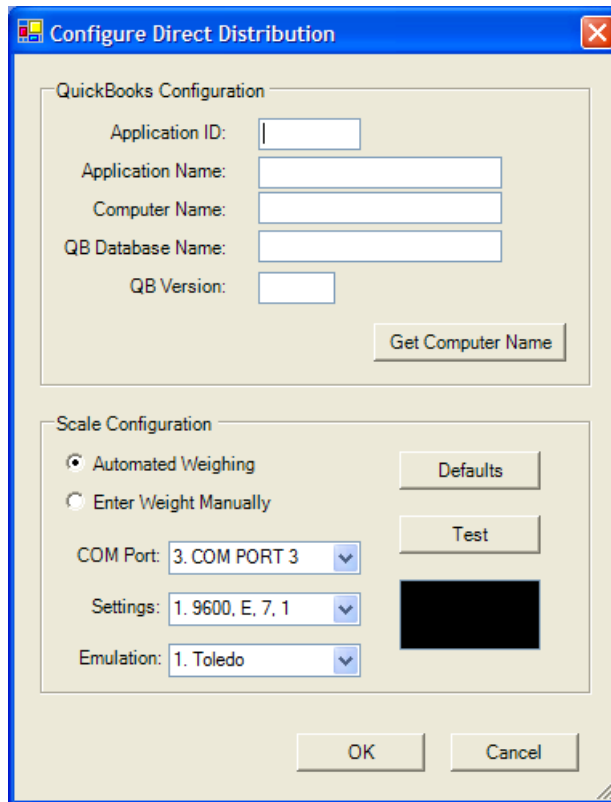 Configure Direct Distribution
QuickBooks Configuration
Application ID:
Application Name:
Computer Name:
QB Database Name:
QB Version:
Get Computer Name
Scale Configuration
Automated Weighing
Defaults
Enter Weight Manually
Test
COM Port: 3. COM PORT 3
Settings: 1. 9600, E, 7, 1
Emulation: 1. Toledo
OK Cancel